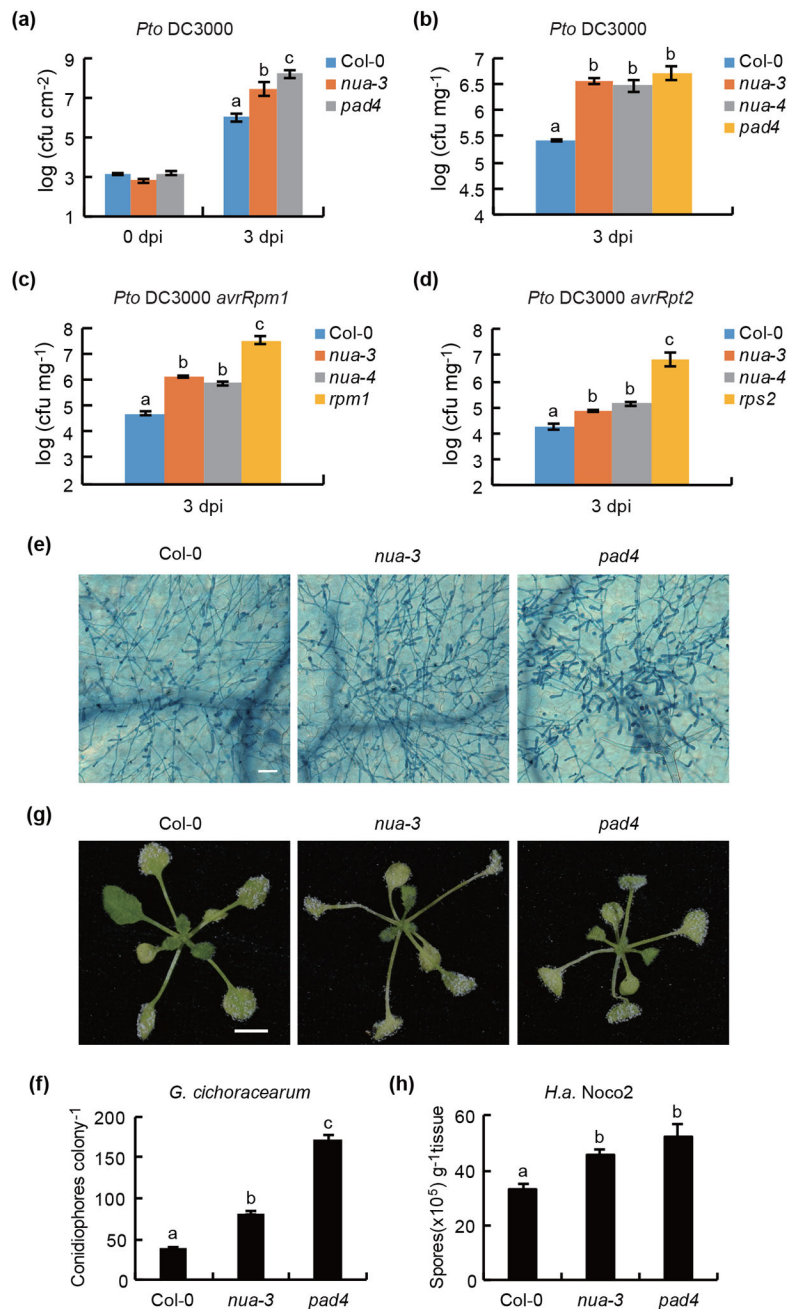 (a)
Pto DC3000
9
7
5
3
1
log (cfu cm⁻²)
a
b
c
0 dpi
3 dpi
Col-0
nua-3
pad4
(b)
Pto DC3000
7
6.5
6
5.5
5
4.5
4
log (cfu mg⁻¹)
a
b
b
b
3 dpi
Col-0
nua-3
nua-4
pad4
(c)
Pto DC3000 avrRpm1
8
7
6
5
4
3
2
log (cfu mg⁻¹)
a
b
b
c
3 dpi
Col-0
nua-3
nua-4
rpm1
(d)
Pto DC3000 avrRpt2
8
7
6
5
4
3
2
log (cfu mg⁻¹)
a
b
b
c
3 dpi
Col-0
nua-3
nua-4
rps2
(e)
Col-0
nua-3
pad4
(g)
Col-0
nua-3
pad4
(f)
G. cichoracearum
200
150
100
50
0
Conidiophores colony⁻¹
a
b
c
Col-0
nua-3
pad4
(h)
H.a. Noco2
60
40
20
0
Spores(x10⁵) g⁻¹tissue
a
b
b
Col-0
nua-3
pad4